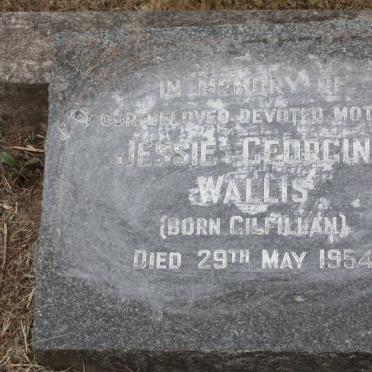 IN MEMORY OF
OUR BELOVED DEVOTED MOT
JESSIE GEORGIN
WALLIS
(BORN GILFILLAN)
DIED 29TH MAY 1954